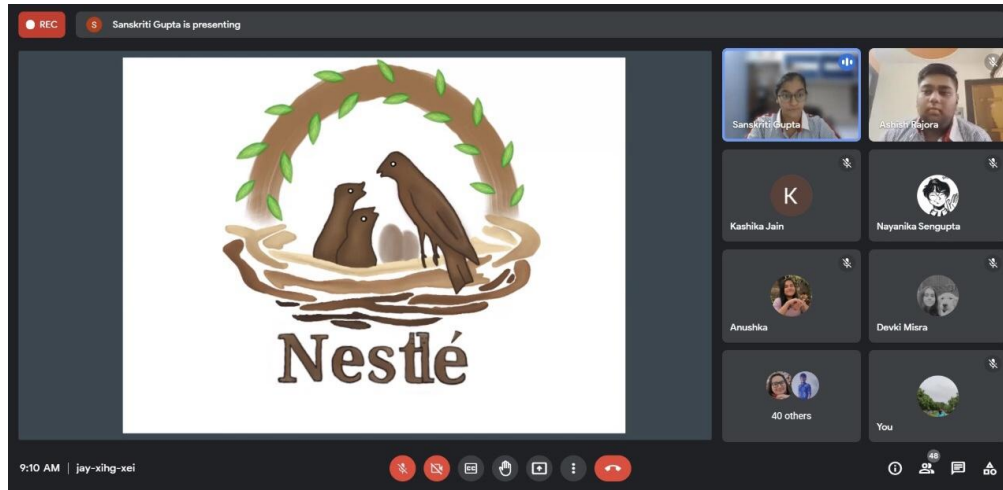 REC
S
Sanskriti Gupta is presenting
Nestlé
Sanskriti Gupta
Ashish Rajora
K
Kashika Jain
Nayanika Sengupta
Anushka
Devki Misra
40 others
You
9:10 AM | jay-xihg-xei
CC
48